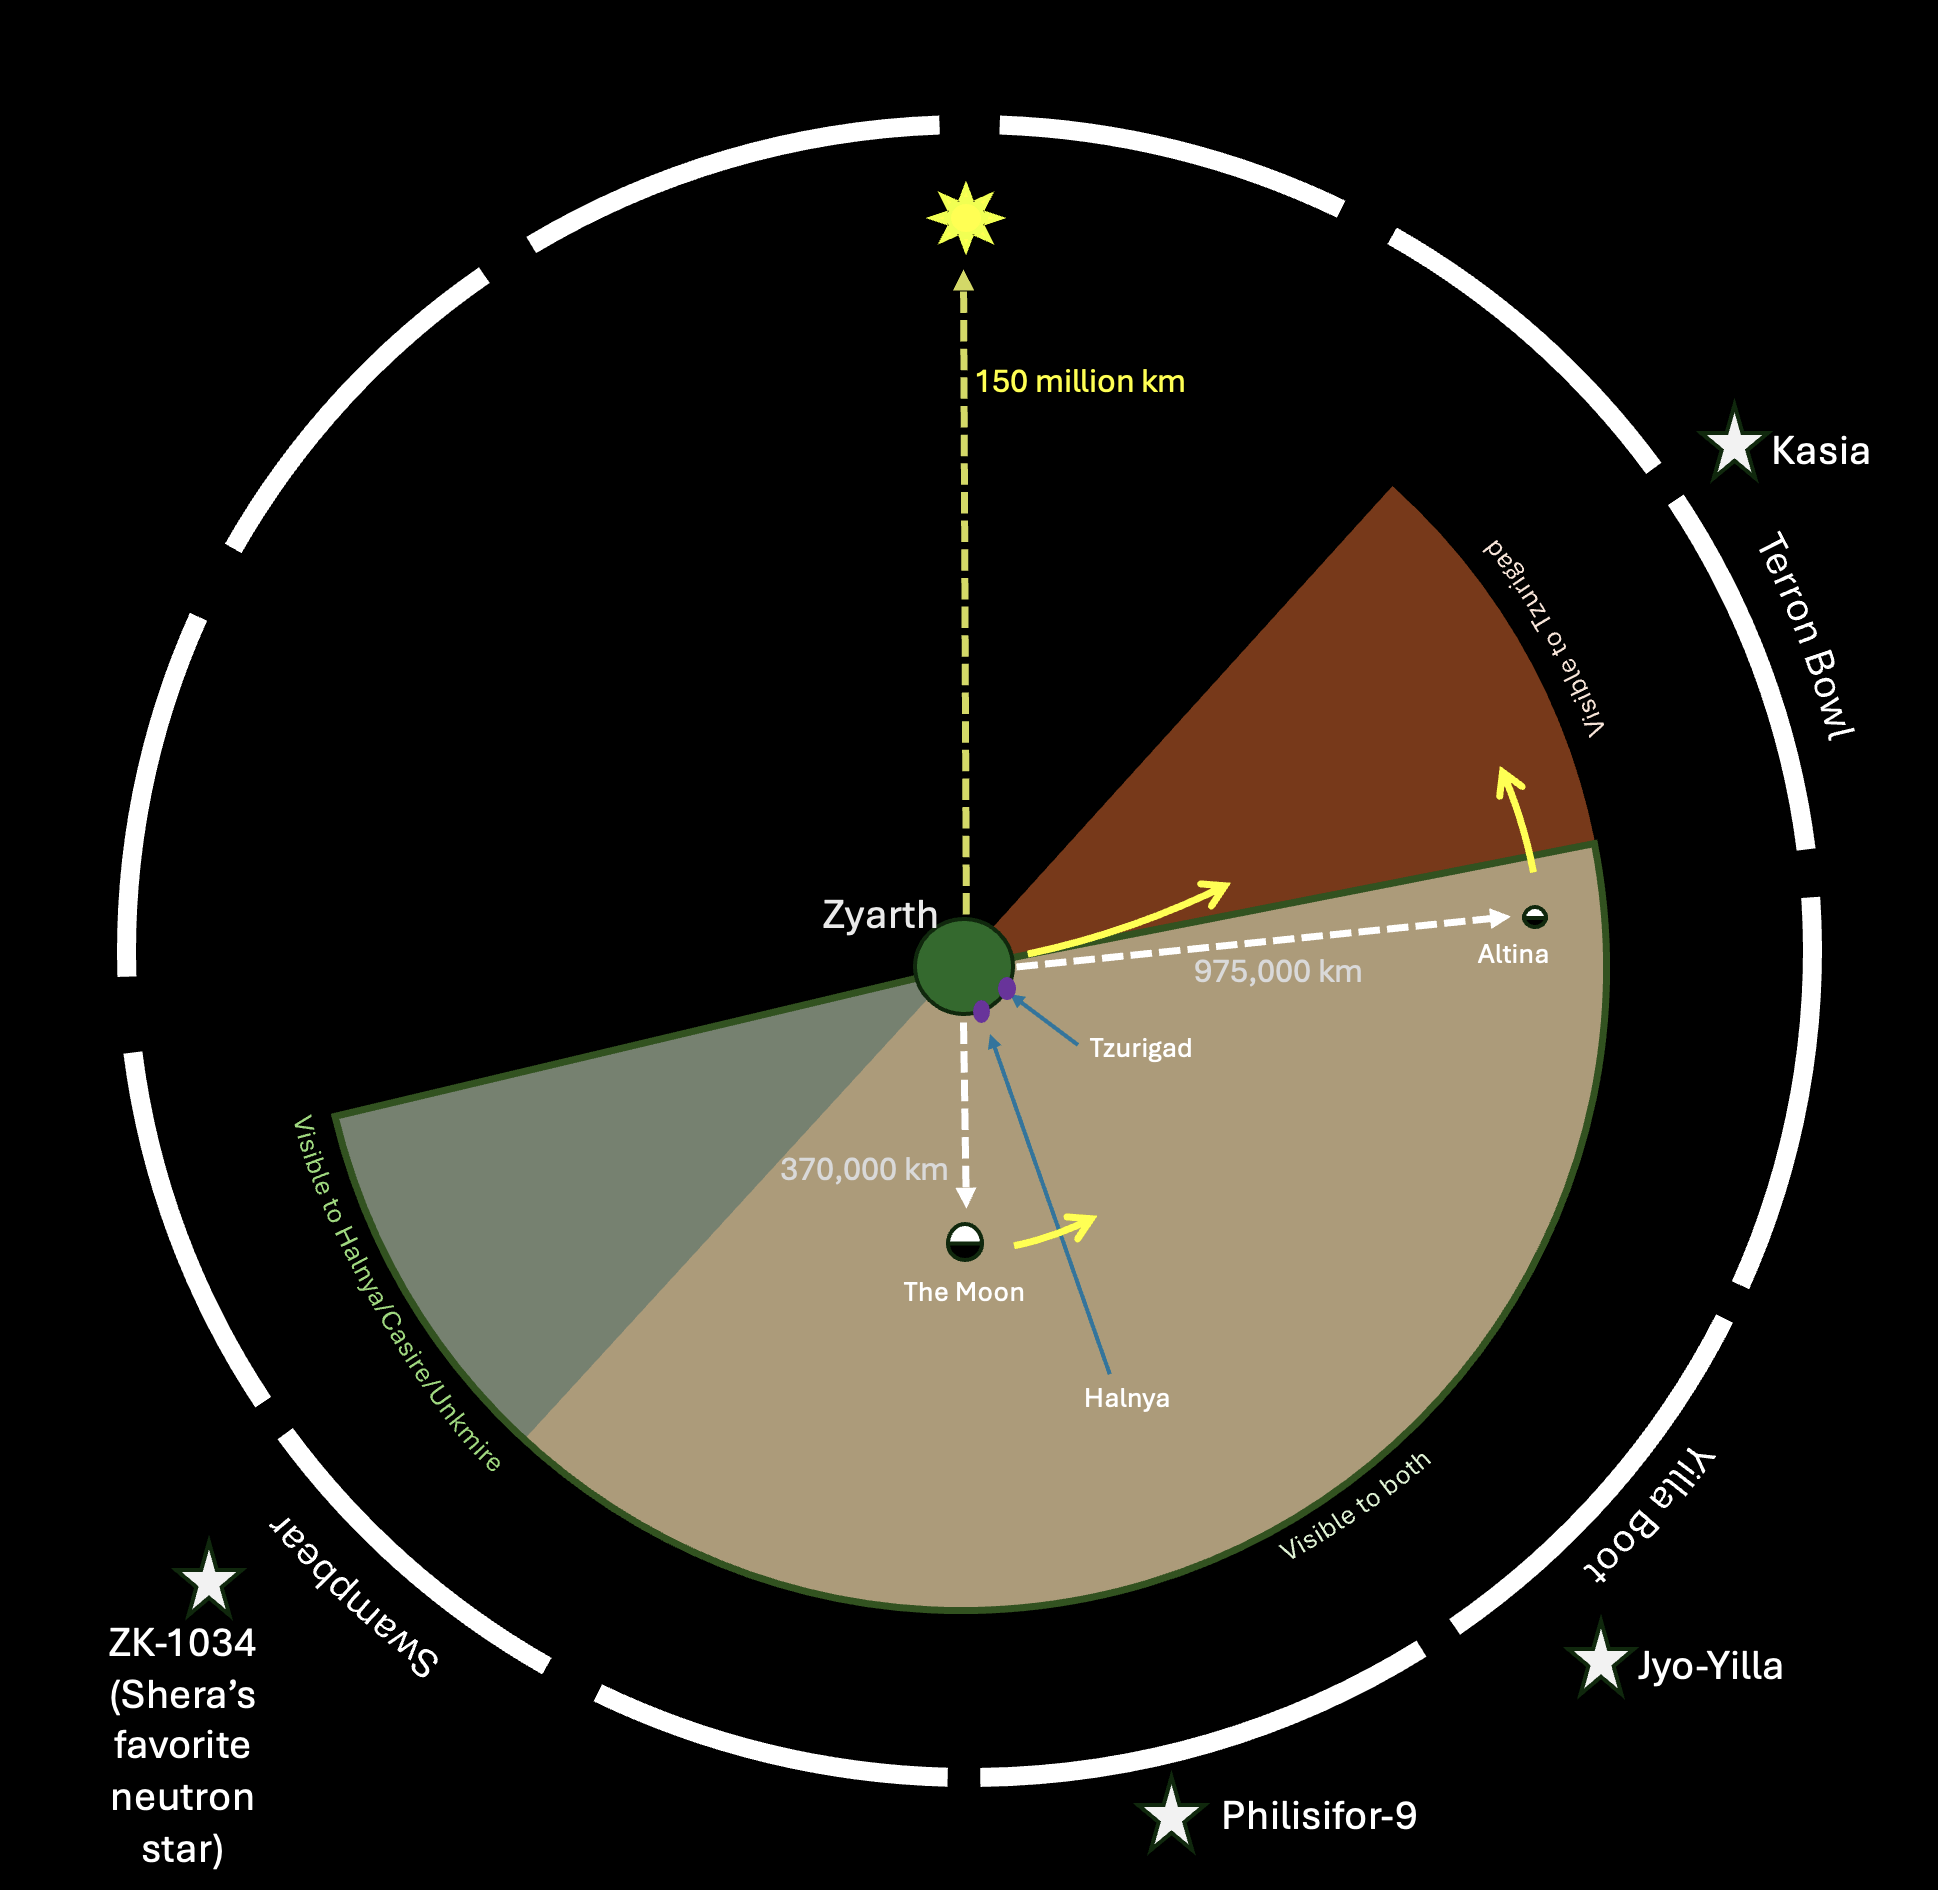 150 million km
Kasia
Terron Bowl
Visible to Tzurigad
Zyarth
Altina
975,000 km
Tzurigad
Visible to Halnya/Casire/Unkmire
370,000 km
The Moon
Halnya
Visible to both
Yilla Boot
Swampbear
ZK-1034
(Shera’s
favorite
neutron
star)
Jyo-Yilla
Philisifor-9